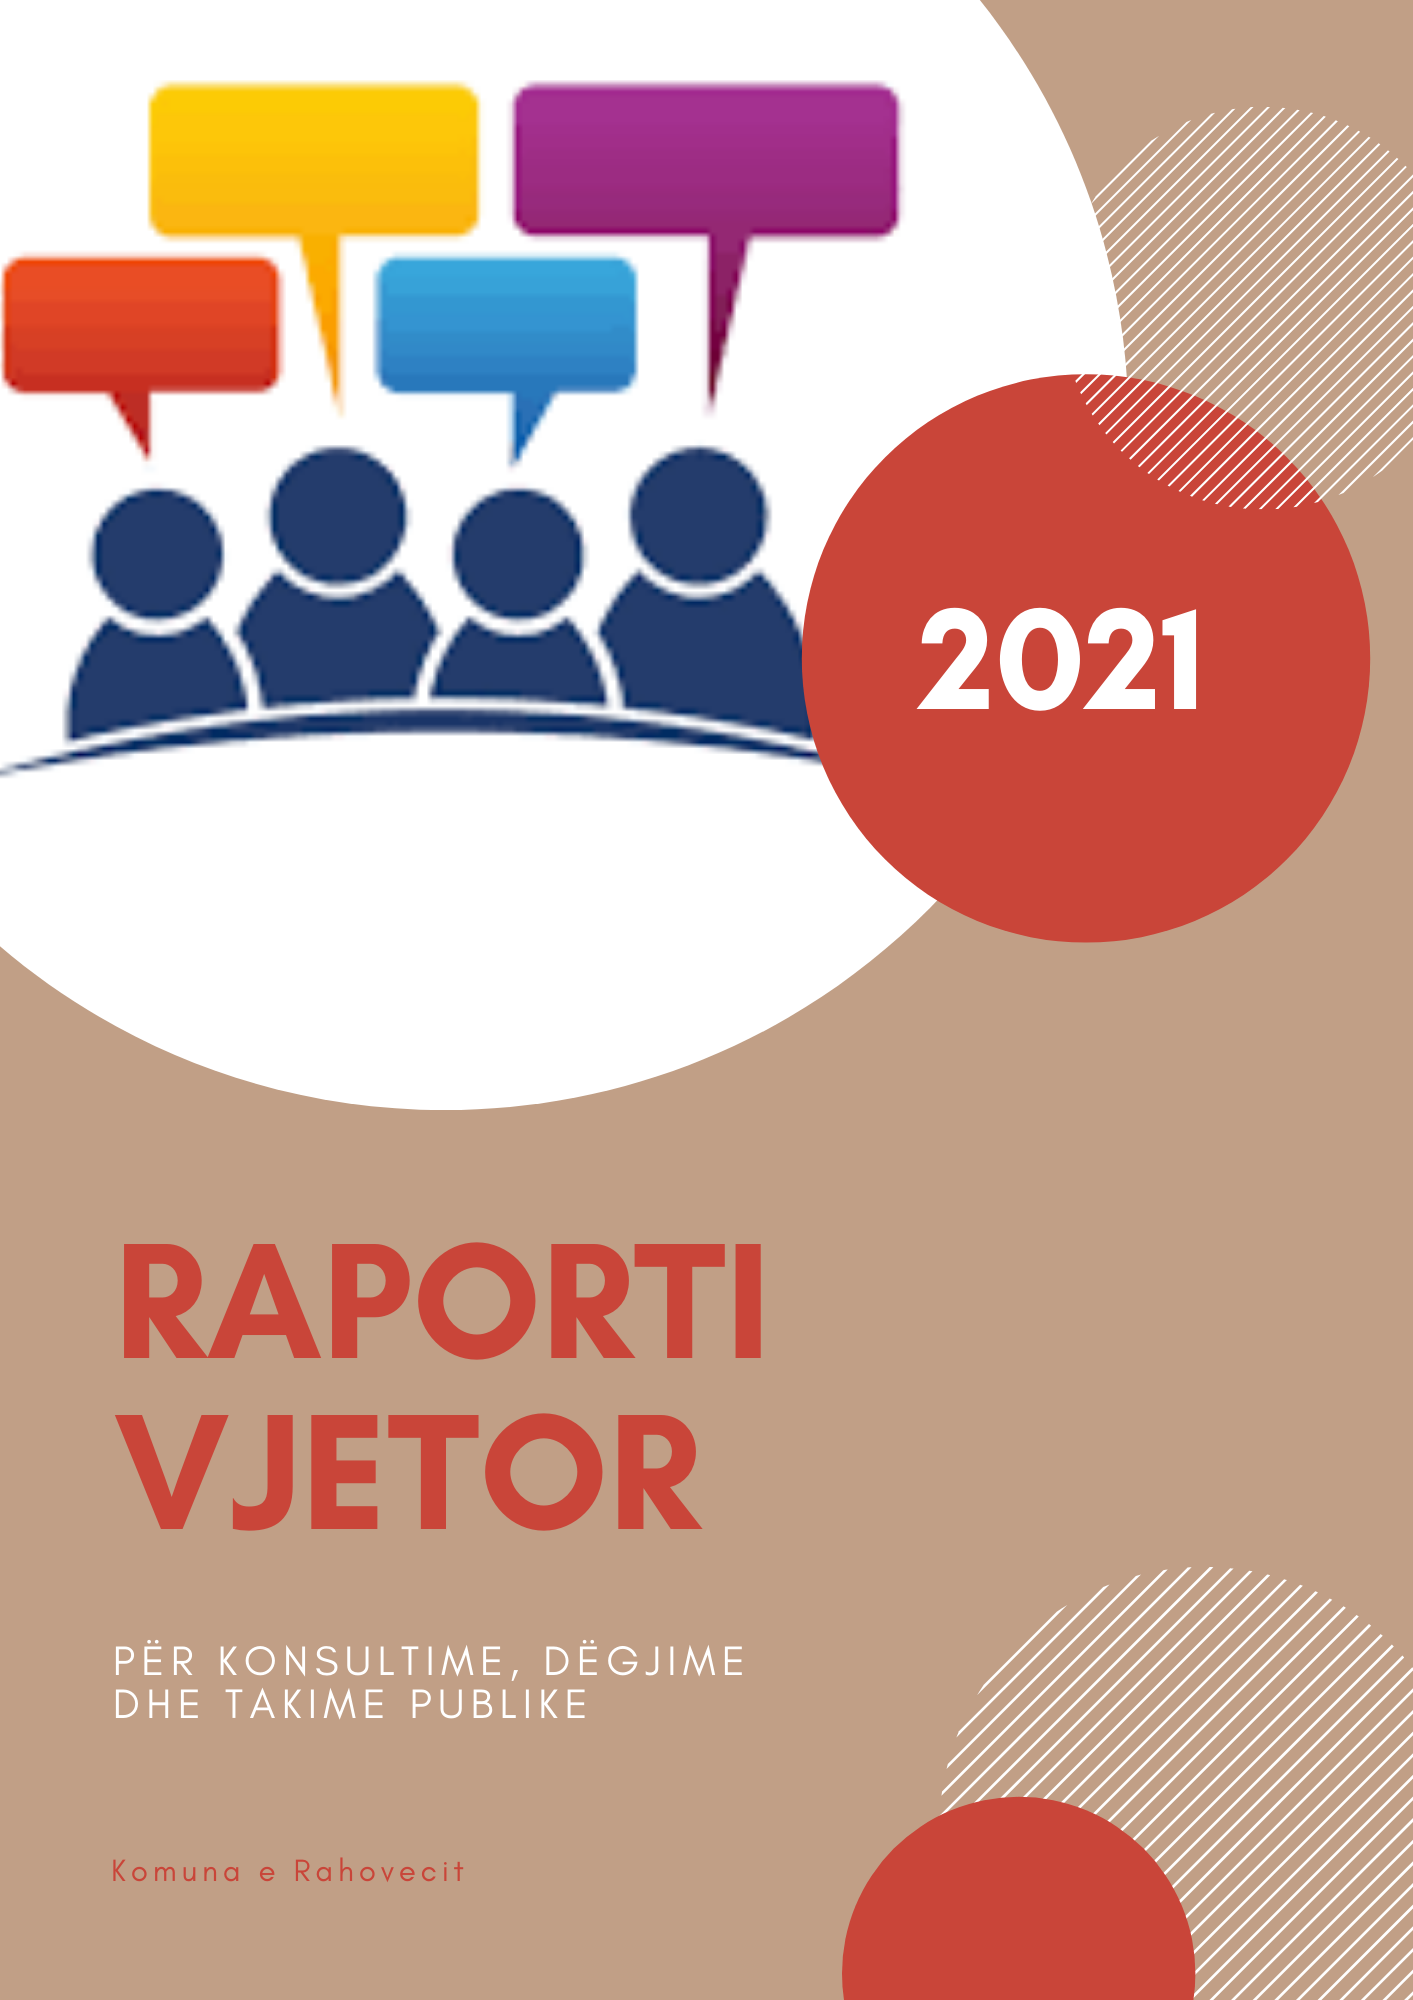 2021
RAPORTI
VJETOR
PËR KONSULTIME, DËGJIME
DHE TAKIME PUBLIKE
Komuna e Rahovecit